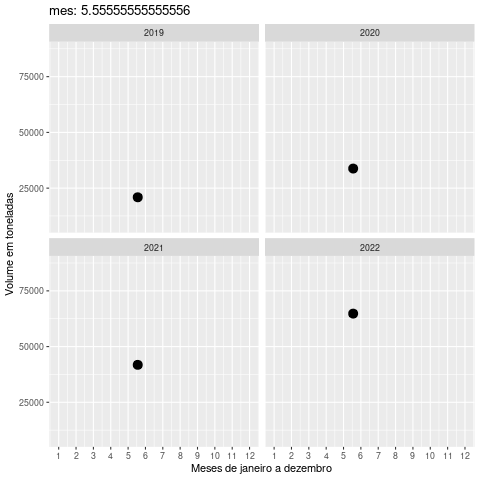 mes: 5.55555555555556
2019 2020
75000
50000
25000
2021 2022
75000
50000
25000
1 2 3 4 5 6 7 8 9 10 11 12 1 2 3 4 5 6 7 8 9 10 11 12
Meses de janeiro a dezembro
Volume em toneladas